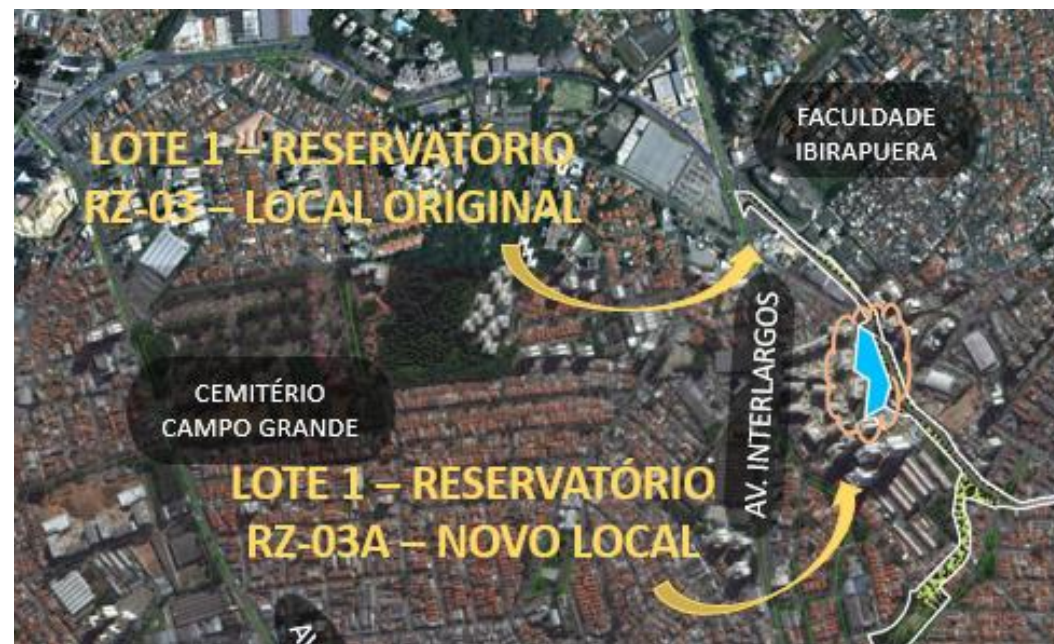 FACULDADE
IBIRAPUERA
LOTE 1 – RESERVATÓRIO
RZ-03 – LOCAL ORIGINAL
AV. INTERLARGOS
CEMITÉRIO
CAMPO GRANDE
LOTE 1 – RESERVATÓRIO
RZ-03A – NOVO LOCAL